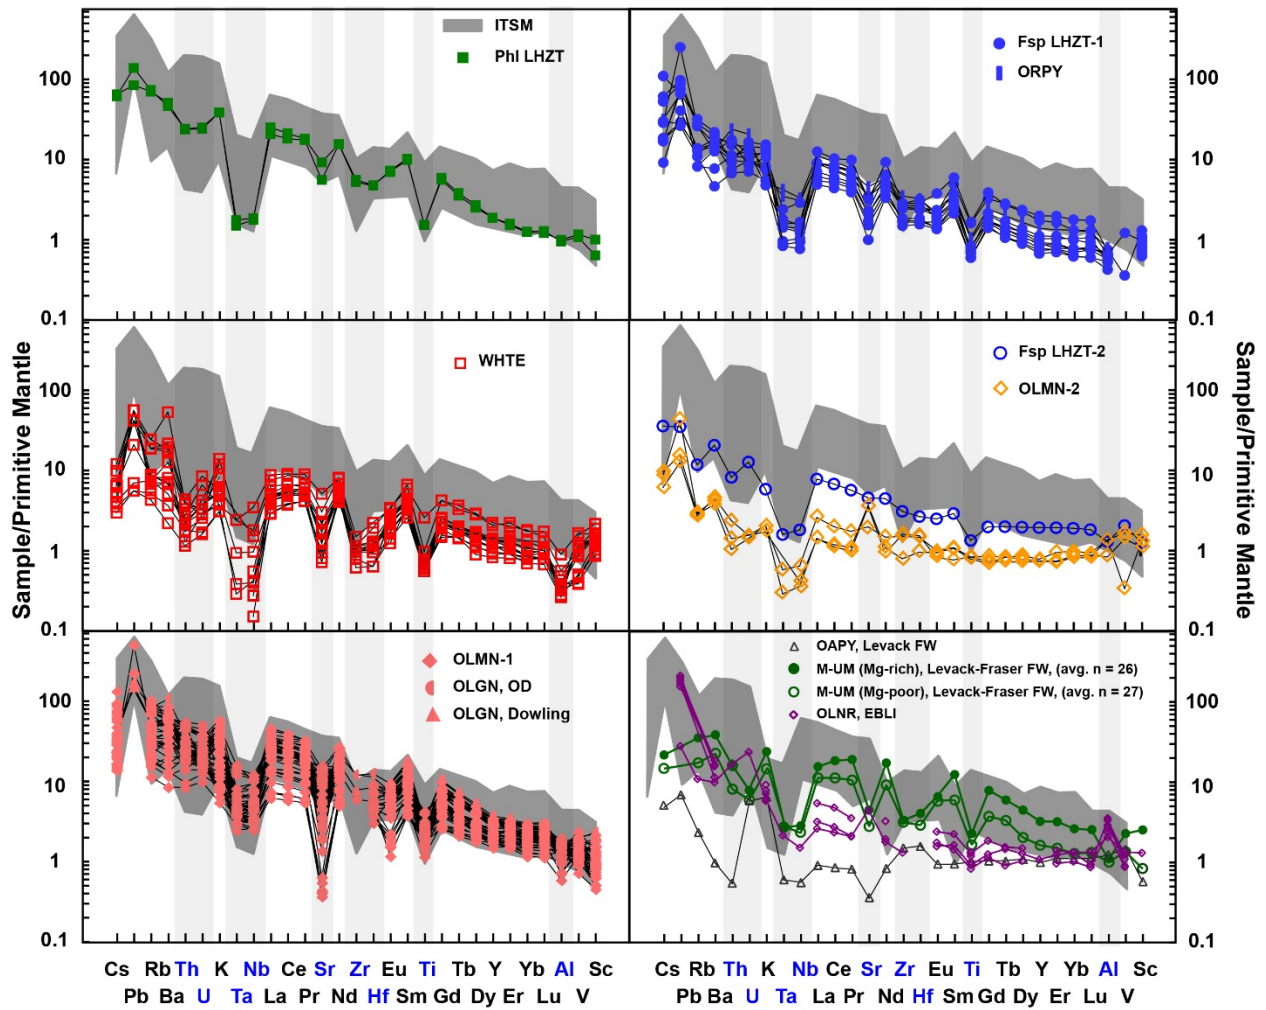 ITSM
Phl LHZT
100
10
1
0.1
Fsp LHZT-1
ORPY
100
10
1
0.1
WHTE
100
10
1
0.1
Fsp LHZT-2
OLMN-2
100
10
1
0.1
Sample/Primitive Mantle
Sample/Primitive Mantle
OLMN-1
OLGN, OD
OLGN, Dowling
100
10
1
0.1
OAPY, Levack FW
M-UM (Mg-rich), Levack-Fraser FW, (avg. n = 26)
M-UM (Mg-poor), Levack-Fraser FW, (avg. n = 27)
OLNR, EBLI
100
10
1
0.1
Cs Rb Th K Nb Ce Sr Zr Eu Ti Tb Y Yb Al Sc
Pb Ba U Ta La Pr Nd Hf Sm Gd Dy Er Lu V
Cs Rb Th K Nb Ce Sr Zr Eu Ti Tb Y Yb Al Sc
Pb Ba U Ta La Pr Nd Hf Sm Gd Dy Er Lu V